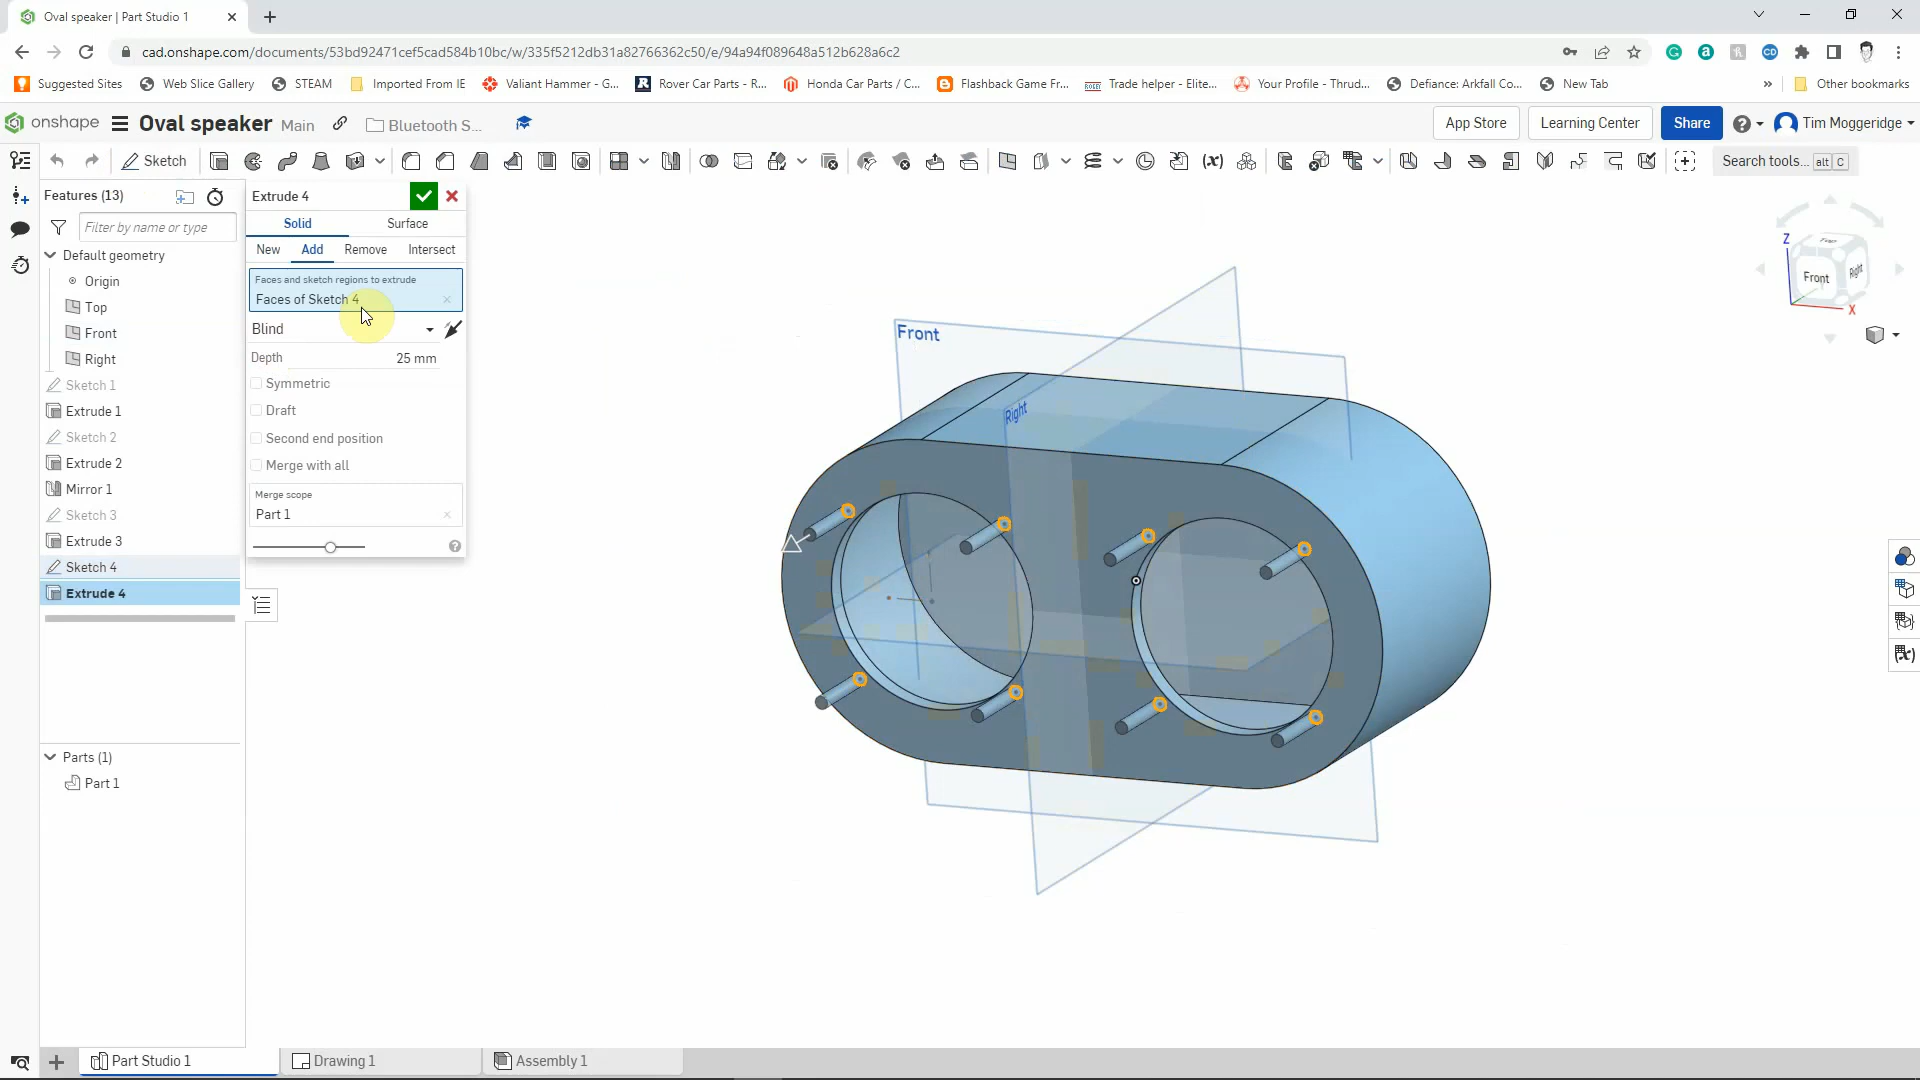 Oval speaker | Part Studio 1
cad.onshape.com/documents/53bd92471cef5cad584b10bc/w/335f5212db31a82766362c50/e/94a94f089648a512b628a6c2
Suggested Sites
Web Slice Gallery
STEAM
Imported From IE
Valiant Hammer - G...
Rover Car Parts - R...
Honda Car Parts / C...
Flashback Game Fr...
Trade helper - Elite...
Your Profile - Thrud...
Defiance: Arkfall Co...
New Tab
»
Other bookmarks
onshape
Oval speaker
Main
Bluetooth S...
App Store
Learning Center
Share
Tim Moggeridge
Sketch
Search tools... alt C
Features (13)
Filter by name or type
Default geometry
Origin
Top
Front
Right
Sketch 1
Extrude 1
Sketch 2
Extrude 2
Mirror 1
Sketch 3
Extrude 3
Sketch 4
Extrude 4
Parts (1)
Part 1
Extrude 4
Solid
Surface
New
Add
Remove
Intersect
Faces and sketch regions to extrude
Faces of Sketch 4
Blind
Depth
25 mm
Symmetric
Draft
Second end position
Merge with all
Merge scope
Part 1
Front
Right
Z
Top
Front
Right
X
Part Studio 1
Drawing 1
Assembly 1